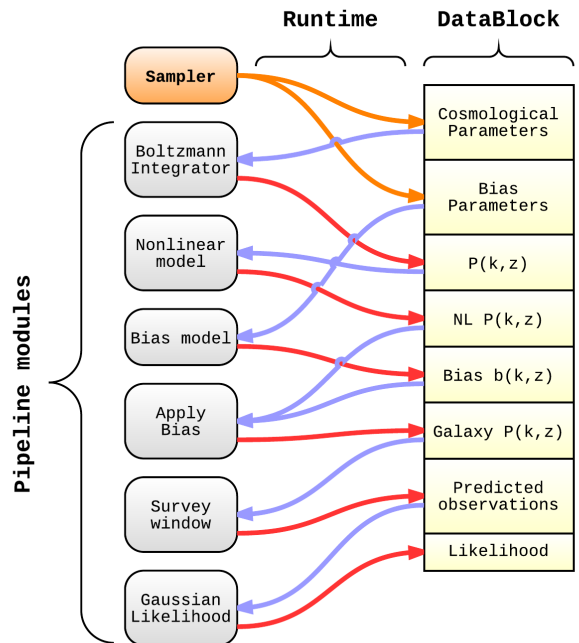 Runtime
DataBlock
Sampler
Pipeline modules
Boltzmann
Integrator
Nonlinear
model
Bias model
Apply
Bias
Survey
window
Gaussian
Likelihood
Cosmological
Parameters
Bias
Parameters
P(k,z)
NL P(k,z)
Bias b(k,z)
Galaxy P(k,z)
Predicted
observations
Likelihood